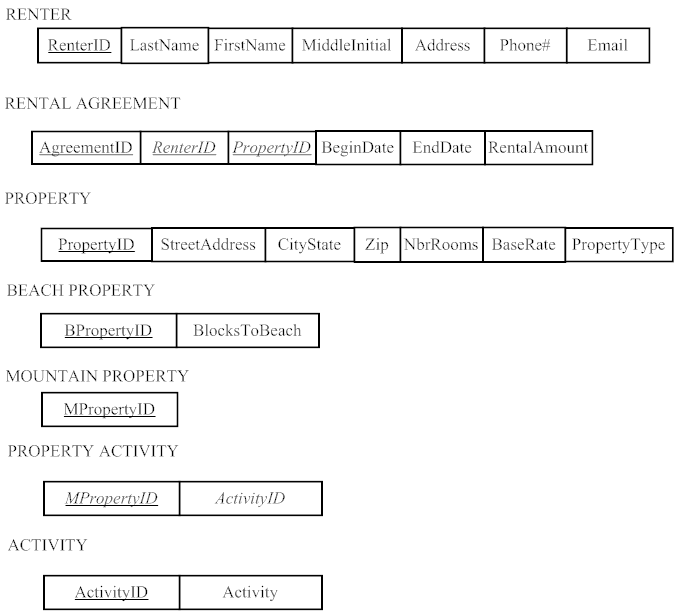 RENTER
RenterID LastName FirstName MiddleInitial Address Phone# Email
RENTAL AGREEMENT
AgreementID RenterID PropertyID BeginDate EndDate RentalAmount
PROPERTY
PropertyID StreetAddress CityState Zip NbrRooms BaseRate PropertyType
BEACH PROPERTY
BPropertyID BlocksToBeach
MOUNTAIN PROPERTY
MPropertyID
PROPERTY ACTIVITY
MPropertyID ActivityID
ACTIVITY
ActivityID Activity